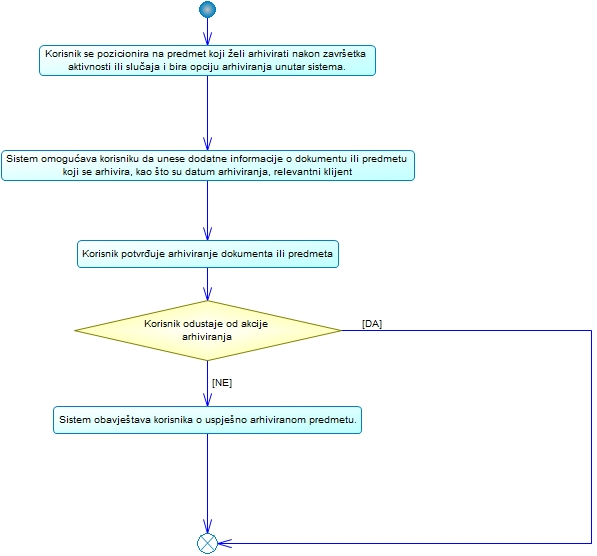 Korisnik se pozicionira na predmet koji želi arhivirati nakon završetka
aktivnosti ili slučaja i bira opciju arhiviranja unutar sistema.
Sistem omogućava korisniku da unese dodatne informacije o dokumentu ili predmetu
koji se arhivira, kao što su datum arhiviranja, relevantni klijent
Korisnik potvrđuje arhiviranje dokumenta ili predmeta
Korisnik odustaje od akcije
arhiviranja
[DA]
[NE]
Sistem obavještava korisnika o uspješno arhiviranom predmetu.